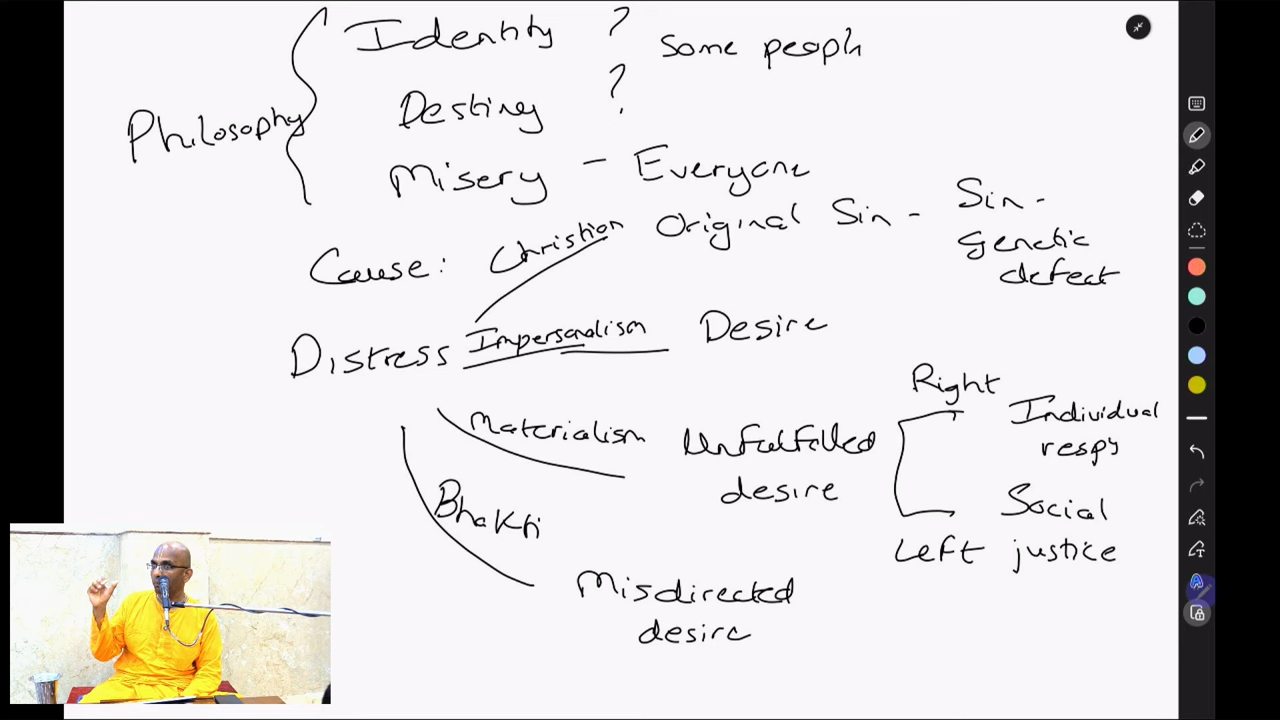 Identity ? some people
Philosophy
Destiny ?
Misery - Everyone
Cause: Christian Original Sin - Sin -
genetic
defect
Distress Impersonalism Desire
Materialism Unfulfilled
desire
Right Individual
respy
Left Social
justice
Bhakti
Misdirected
desire